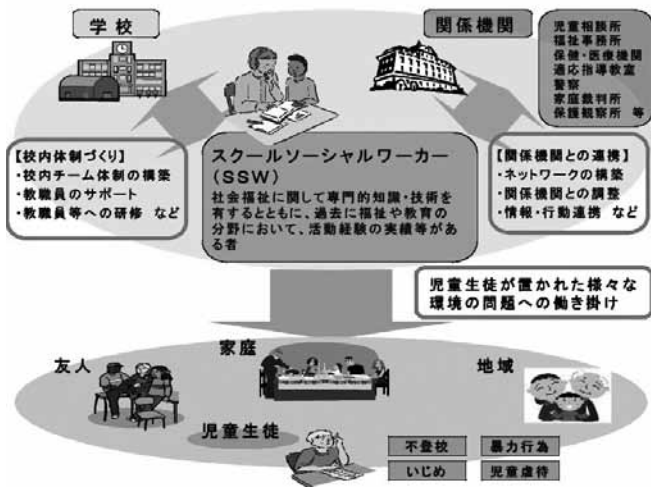 学校
関係機関
児童相談所
福祉事務所
保健・医療機関
適応指導教室
警察
家庭裁判所
保護観察所 等
【校内体制づくり】
・校内チーム体制の構築
・教職員のサポート
・教職員等への研修 など
スクールソーシャルワーカー
(SSW)
社会福祉に関して専門的知識・技術を
有するとともに、過去に福祉や教育の
分野において、活動経験の実績等があ
る者
【関係機関との連携】
・ネットワークの構築
・関係機関との調整
・情報・行動連携 など
児童生徒が置かれた様々な
環境の問題への働き掛け
友人
家庭
地域
児童生徒
不登校
暴力行為
いじめ
児童虐待